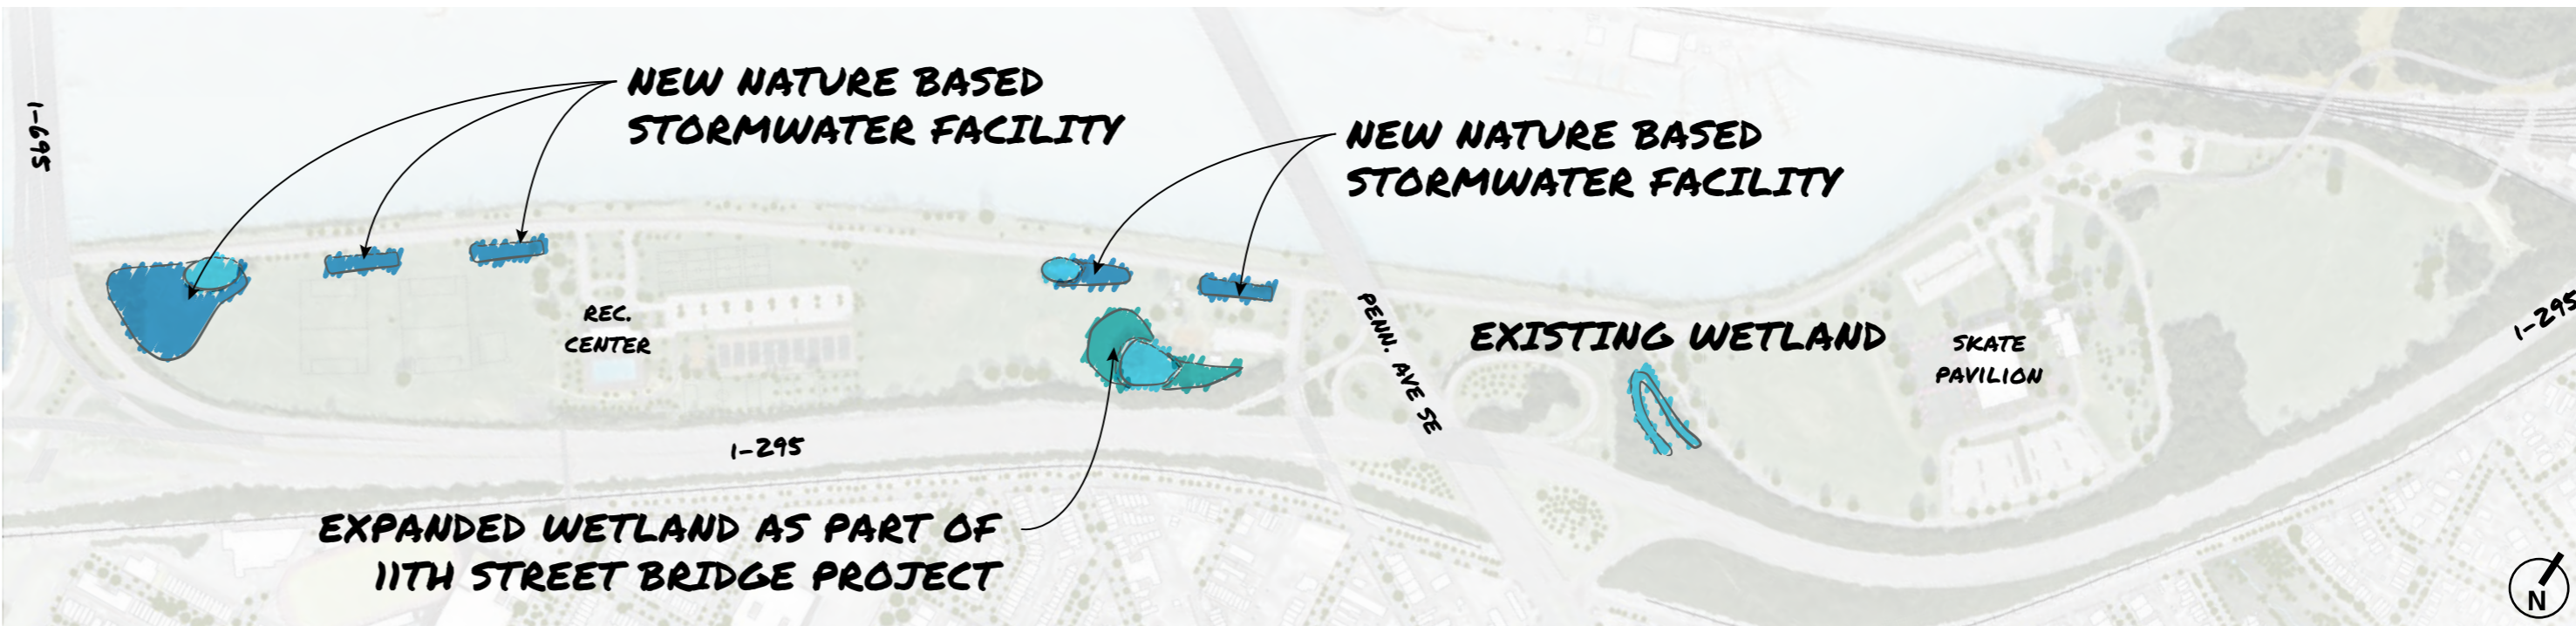 NEW NATURE BASED
STORMWATER FACILITY
NEW NATURE BASED
STORMWATER FACILITY
I-695
REC.
CENTER
PENN. AVE SE
EXISTING WETLAND
SKATE
PAVILION
I-295
I-295
EXPANDED WETLAND AS PART OF
11TH STREET BRIDGE PROJECT
N